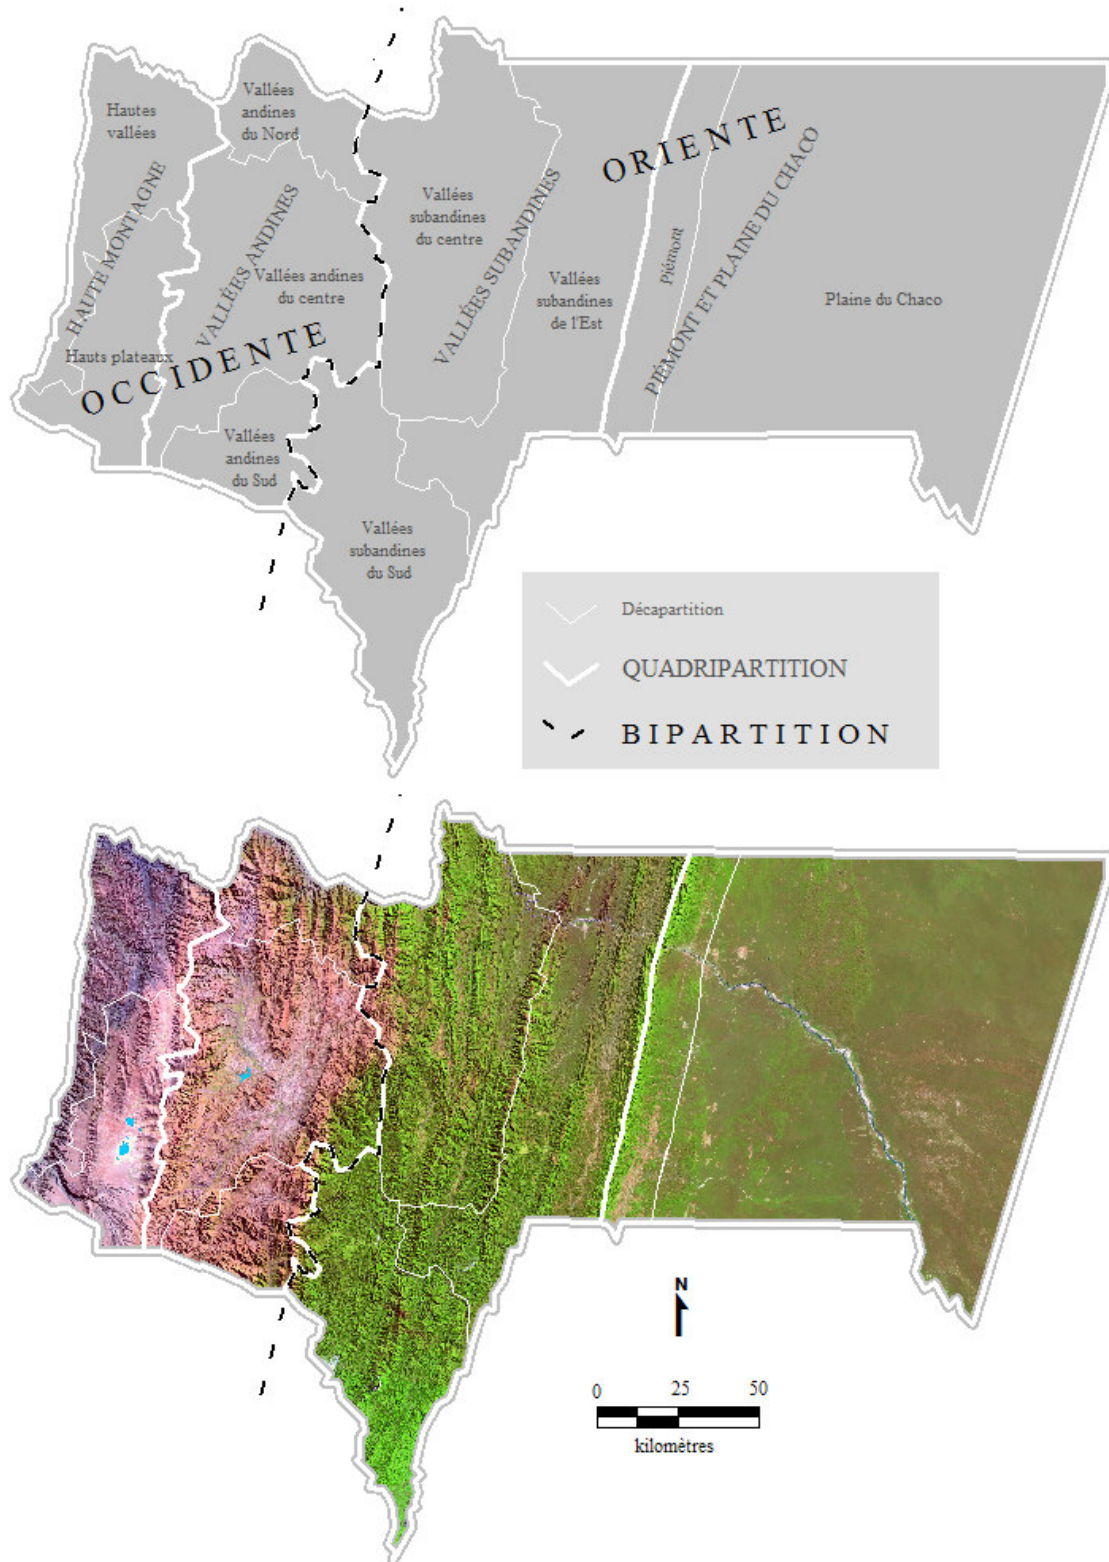 Hautes
vallées
Vallées
andines
du Nord
HAUTE MONTAGNE
VALLÉES ANDINES
Vallées andines
du centre
Hauts plateaux
OCCIDENTE
Vallées
andines
du Sud
Vallées
subandines
du centre
VALLÉES SUBANDINES
Vallées
subandines
de l'Est
Vallées
subandines
du Sud
ORIENTE
Piémont
PIÉMONT ET PLAINE DU CHACO
Plaine du Chaco
Décapartition
QUADRIPARTITION
BIPARTITION
N
0 25 50
kilomètres